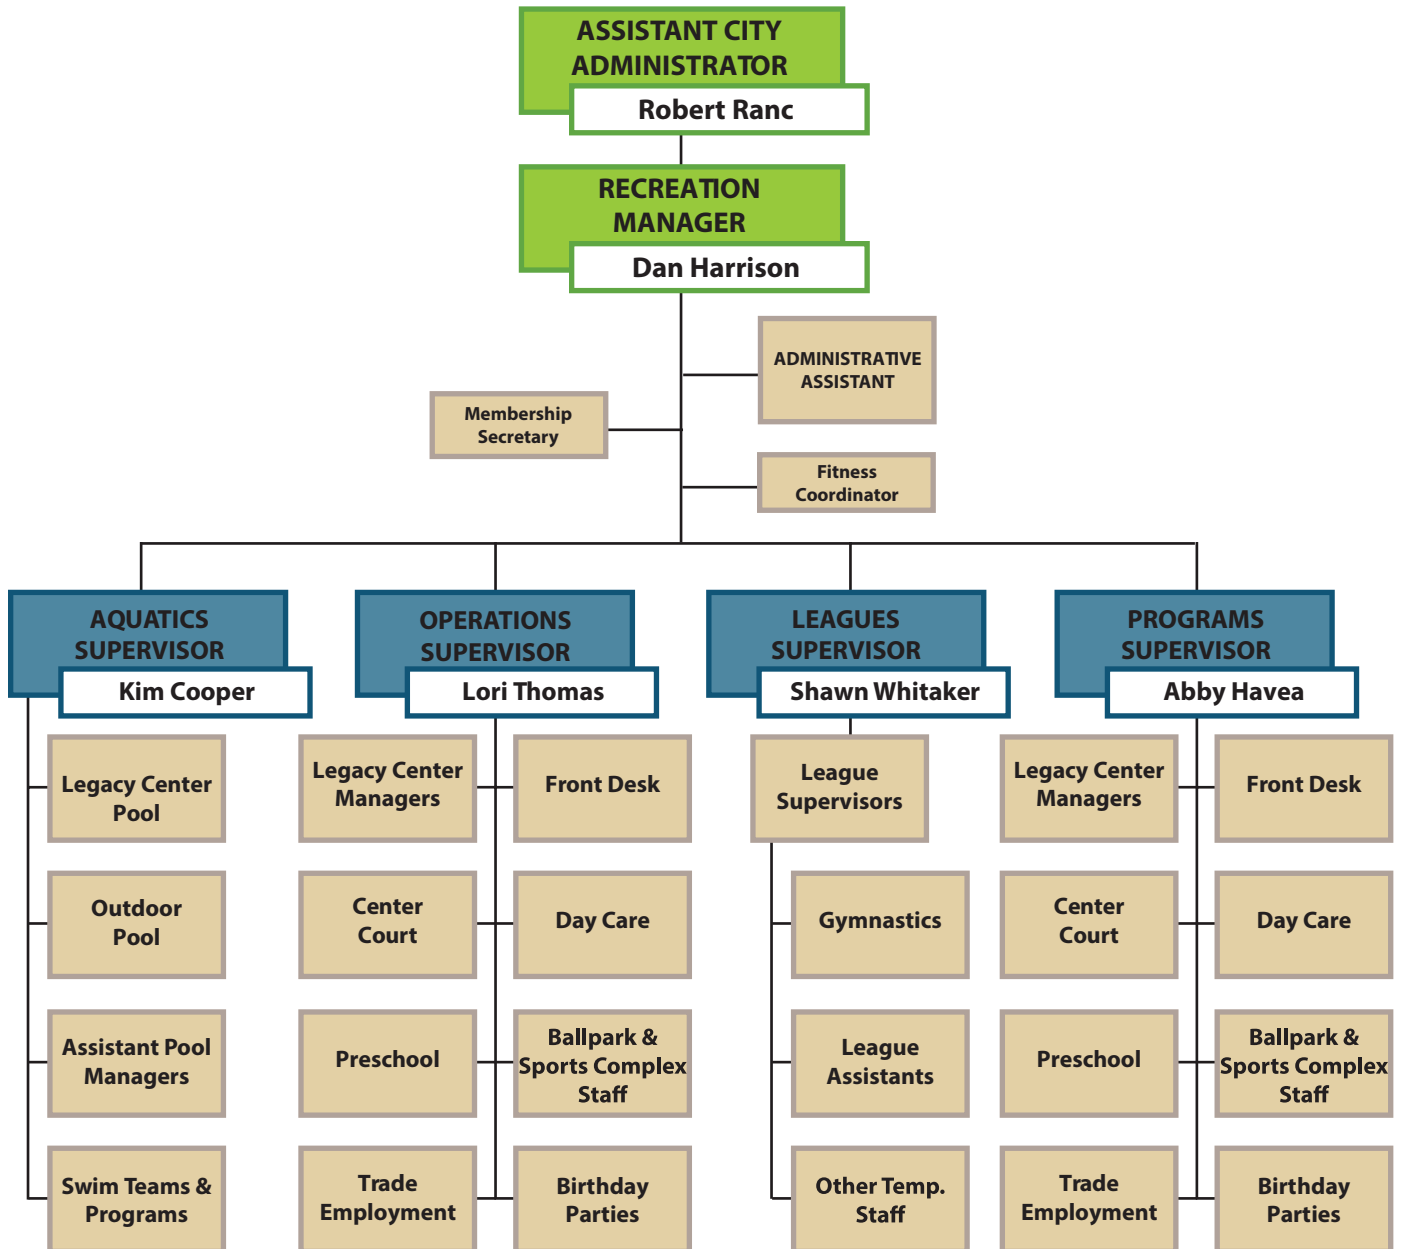 ASSISTANT CITY
ADMINISTRATOR
Robert Ranc
RECREATION
MANAGER
Dan Harrison
ADMINISTRATIVE
ASSISTANT
Membership
Secretary
Fitness
Coordinator
AQUATICS
SUPERVISOR
Kim Cooper
OPERATIONS
SUPERVISOR
Lori Thomas
LEAGUES
SUPERVISOR
Shawn Whitaker
PROGRAMS
SUPERVISOR
Abby Havea
Legacy Center
Pool
Outdoor
Pool
Assistant Pool
Managers
Swim Teams &
Programs
Legacy Center
Managers
Front Desk
Center
Court
Day Care
Preschool
Ballpark &
Sports Complex
Staff
Trade
Employment
Birthday
Parties
League
Supervisors
Gymnastics
League
Assistants
Other Temp.
Staff
Legacy Center
Managers
Front Desk
Center
Court
Day Care
Preschool
Ballpark &
Sports Complex
Staff
Trade
Employment
Birthday
Parties